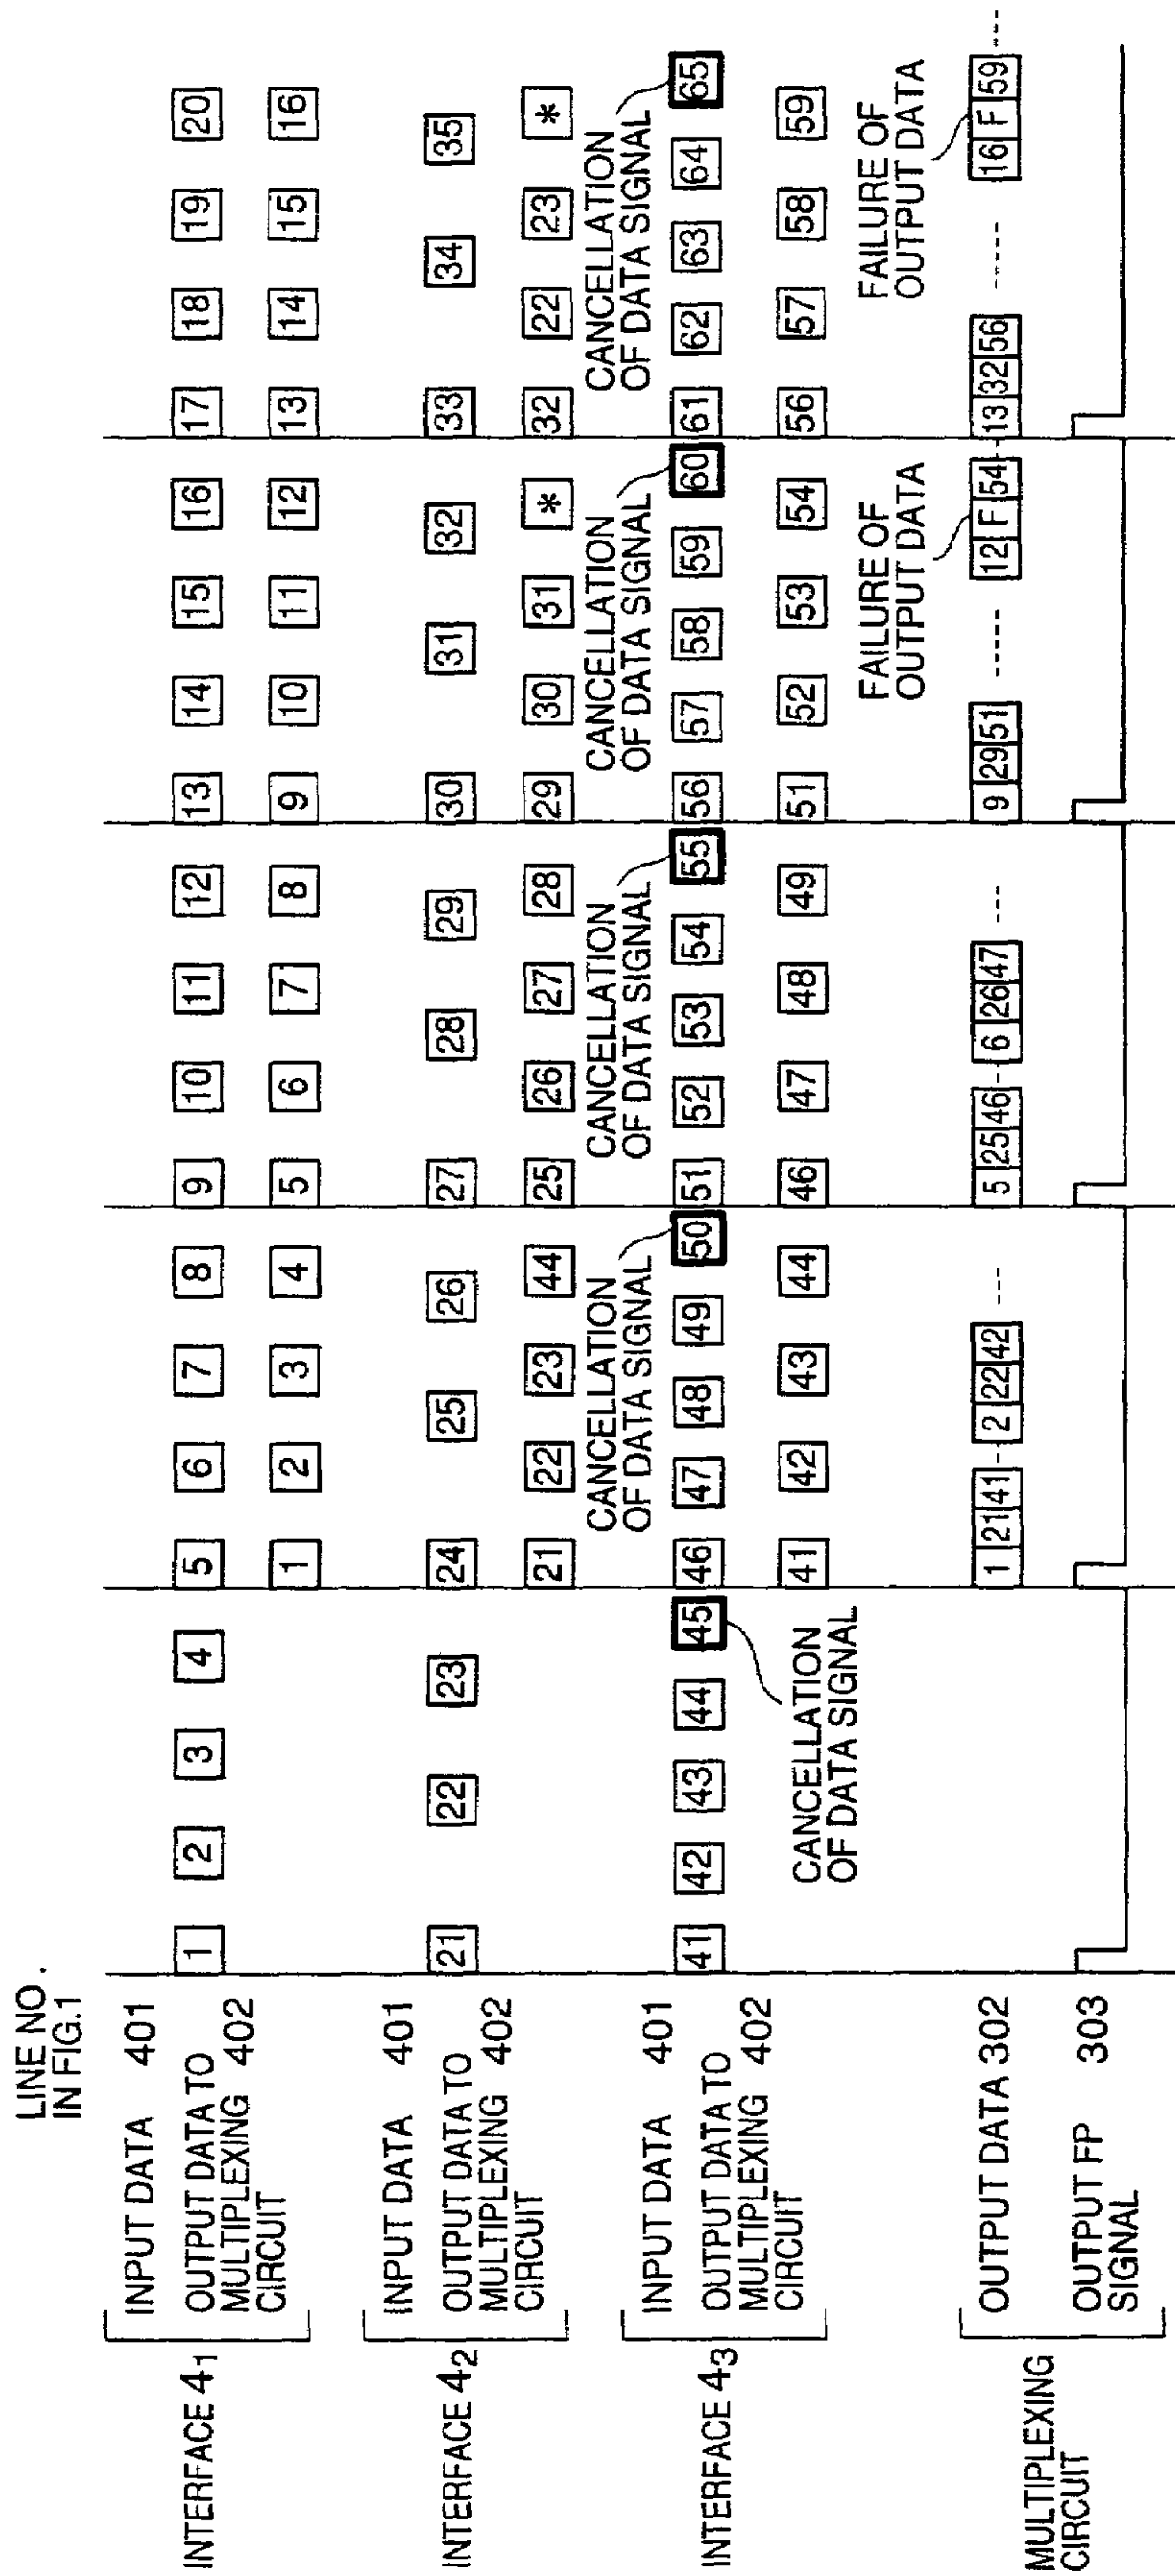 LINE NO.
IN FIG.1
INTERFACE 4₁
INPUT DATA 401
1 2 3 4 5 6 7 8 9 10 11 12 13 14 15 16 17 18 19 20
OUTPUT DATA TO
MULTIPLEXING 402
CIRCUIT
1 2 3 4 5 6 7 8 9 10 11 12 13 14 15 16
INTERFACE 4₂
INPUT DATA 401
21 22 23 24 25 26 27 28 29 30 31 32 33 34 35
OUTPUT DATA TO
MULTIPLEXING 402
CIRCUIT
21 22 23 44 25 26 27 28 29 30 31 * 32 22 23 *
CANCELLATION
OF DATA SIGNAL
CANCELLATION
OF DATA SIGNAL
CANCELLATION
OF DATA SIGNAL
CANCELLATION
OF DATA SIGNAL
INTERFACE 4₃
INPUT DATA 401
41 42 43 44 45 46 47 48 49 50 51 52 53 54 55 56 57 58 59 60 61 62 63 64 65
OUTPUT DATA TO
MULTIPLEXING 402
CIRCUIT
41 42 43 44 46 47 48 49 51 52 53 54 56 57 58 59
CANCELLATION
OF DATA SIGNAL
FAILURE OF
OUTPUT DATA
FAILURE OF
OUTPUT DATA
MULTIPLEXING
CIRCUIT
OUTPUT DATA 302
1 21 41 -- 2 22 42 --- 5 25 46 -- 6 26 47 --- 9 29 51 ----- 12 F 54 -- 13 32 56 ----- 16 F 59 ---
OUTPUT FP 303
SIGNAL